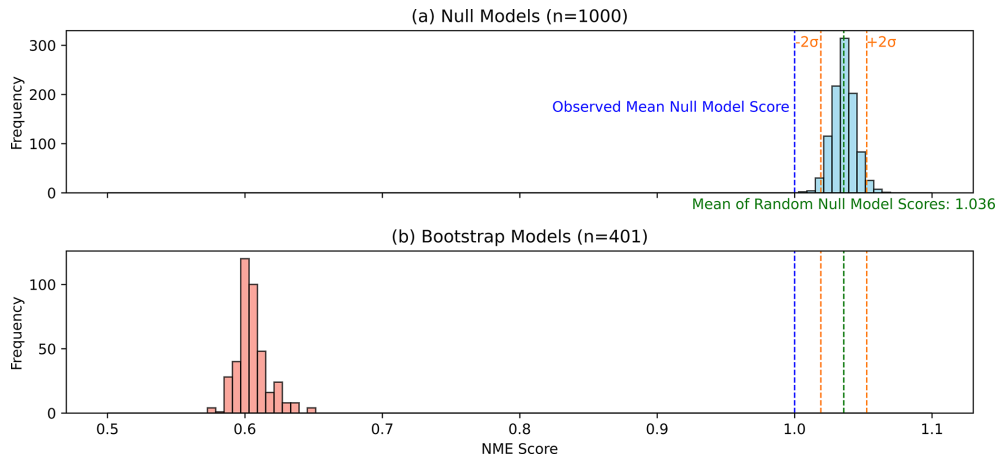 (a) Null Models (n=1000)
Frequency
300
200
100
0
-2σ
+2σ
Observed Mean Null Model Score
Mean of Random Null Model Scores: 1.036
(b) Bootstrap Models (n=401)
Frequency
100
50
0
0.5 0.6 0.7 0.8 0.9 1.0 1.1
NME Score